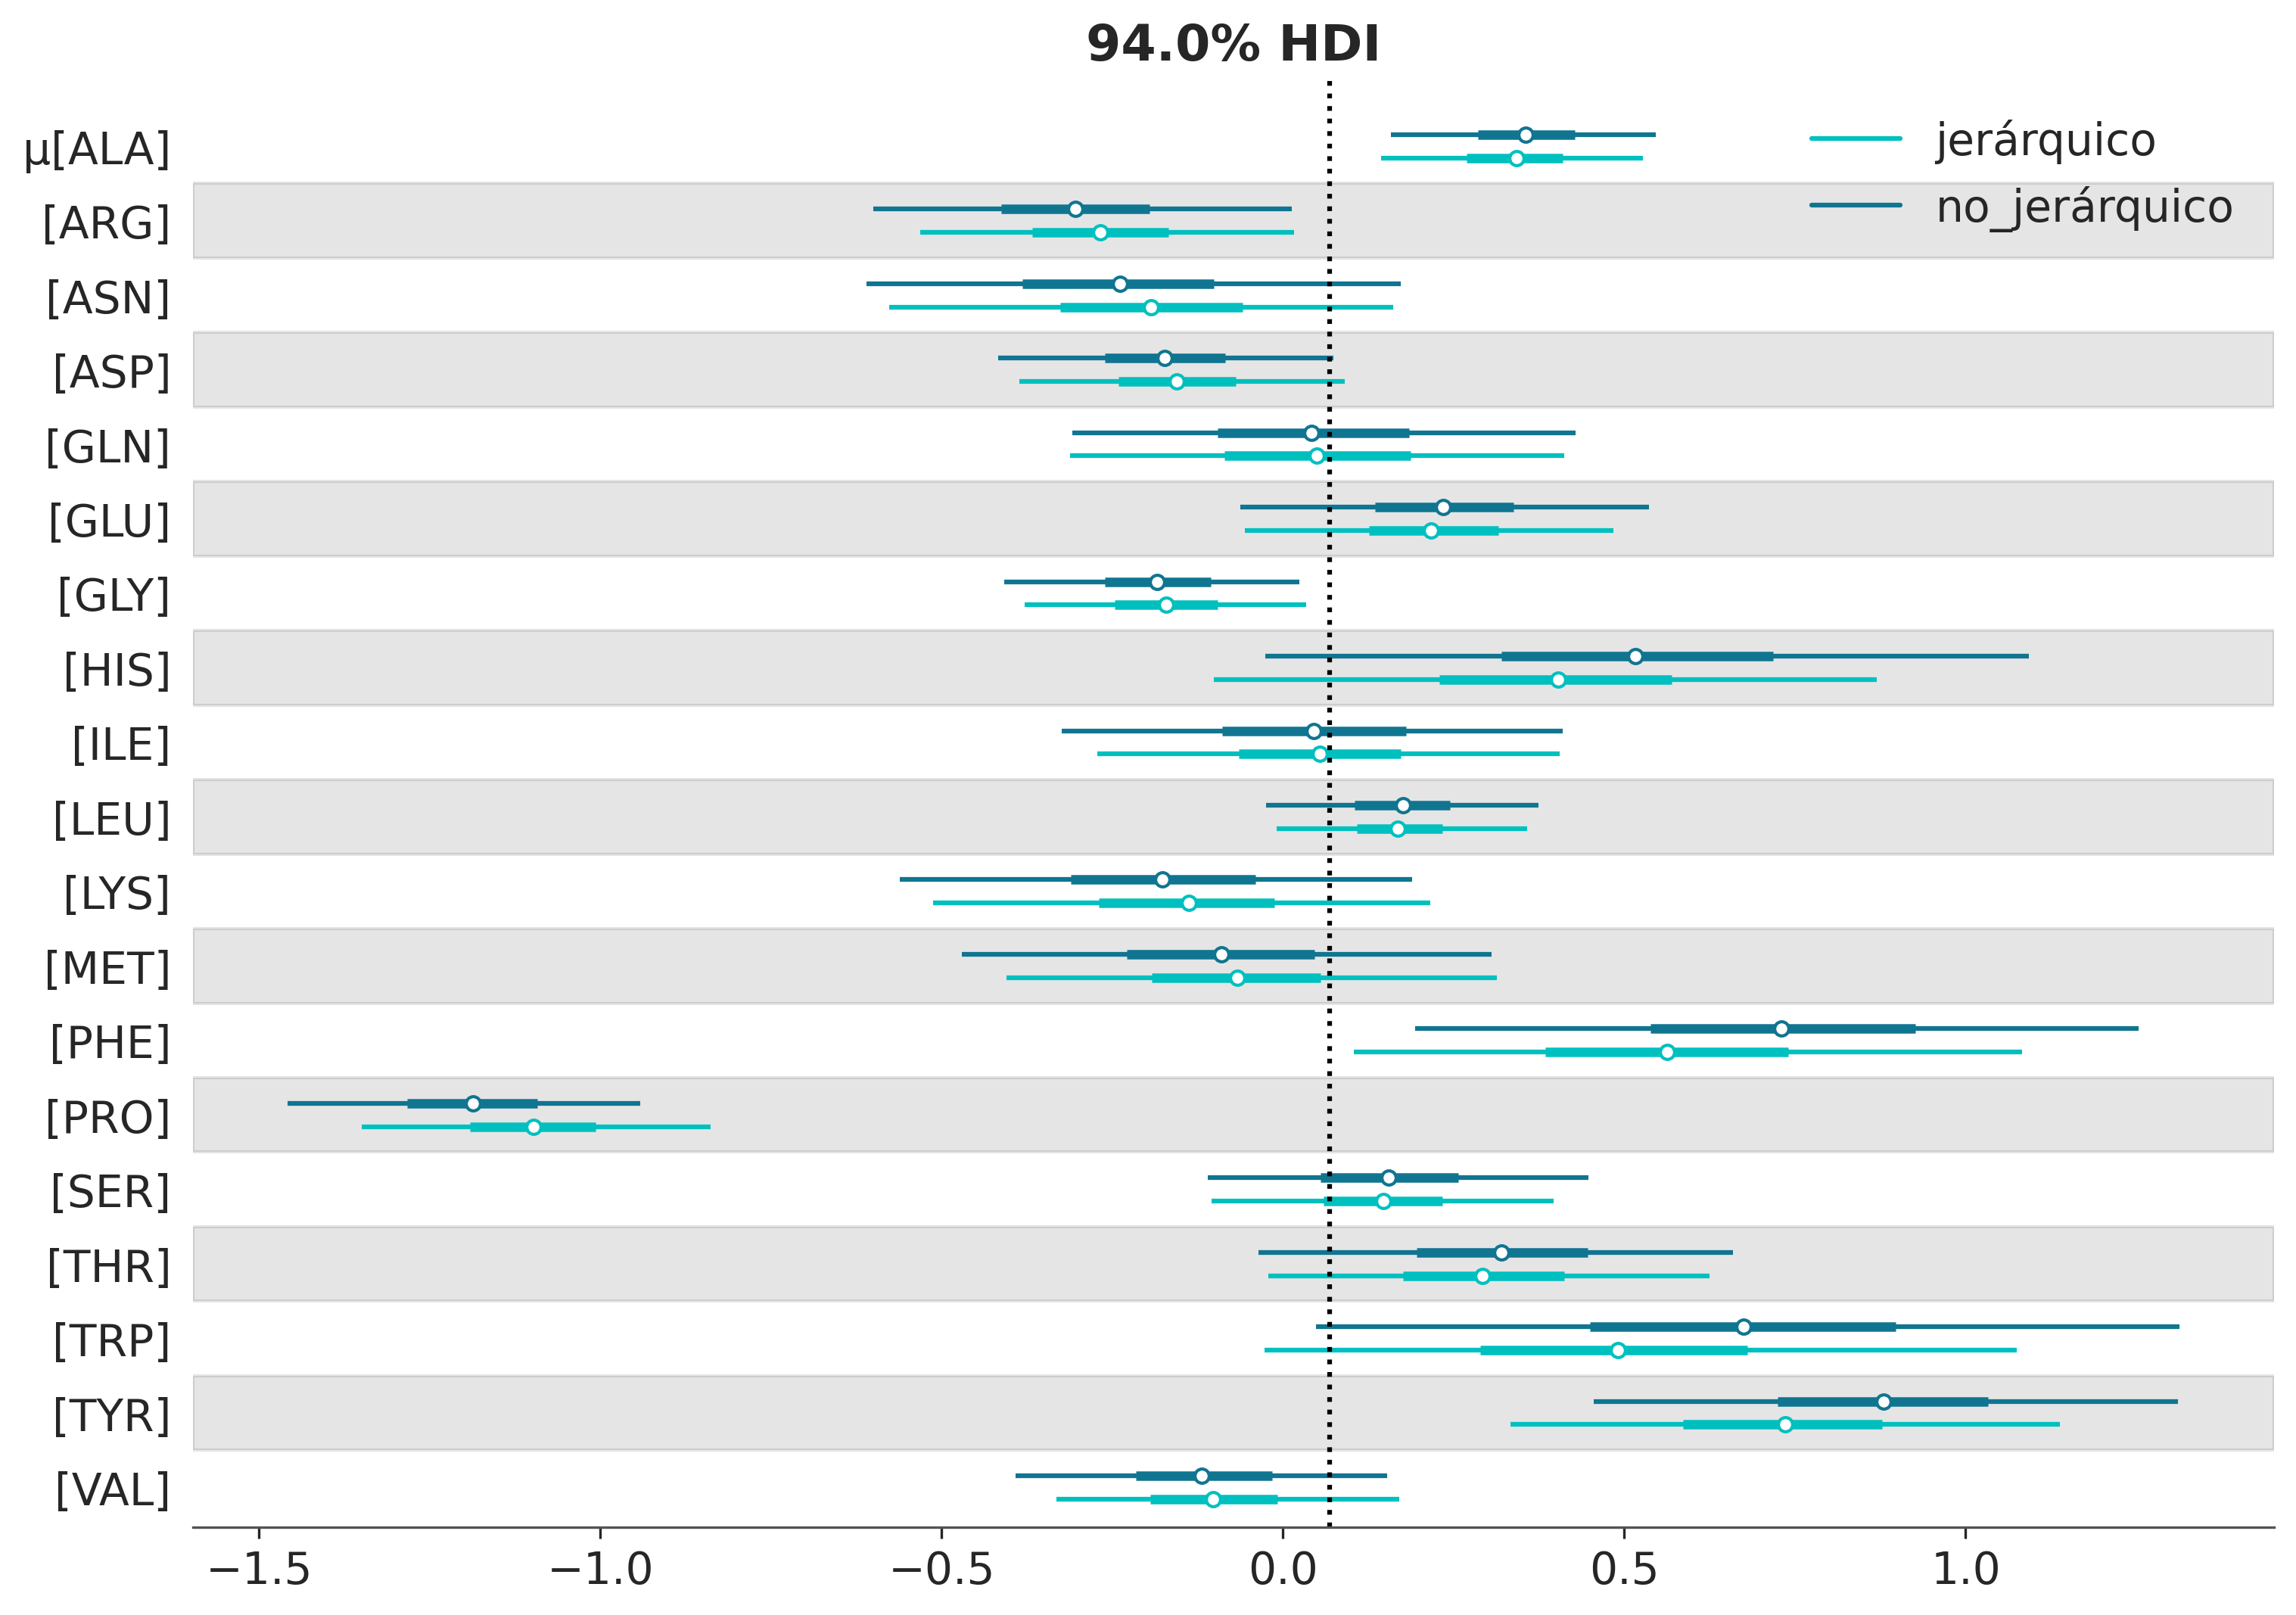 94.0% HDI
μ[ALA]
jerárquico
[ARG]
no_jerárquico
[ASN]
[ASP]
[GLN]
[GLU]
[GLY]
[HIS]
[ILE]
[LEU]
[LYS]
[MET]
[PHE]
[PRO]
[SER]
[THR]
[TRP]
[TYR]
[VAL]
−1.5 −1.0 −0.5 0.0 0.5 1.0